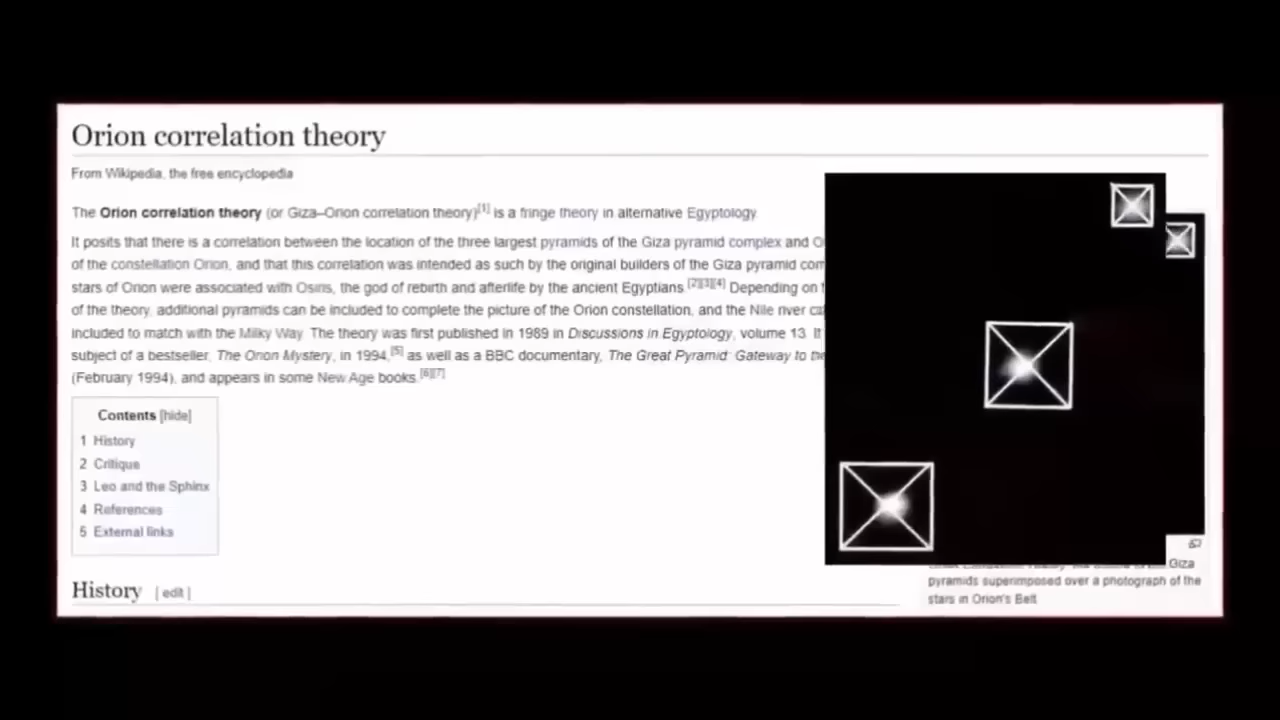 Orion correlation theory
From Wikipedia, the free encyclopedia
The Orion correlation theory (or Giza–Orion correlation theory)[1] is a fringe theory in alternative Egyptology.
It posits that there is a correlation between the location of the three largest pyramids of the Giza pyramid complex and
of the constellation Orion, and that this correlation was intended as such by the original builders of the Giza pyramid
stars of Orion were associated with Osiris, the god of rebirth and afterlife by the ancient Egyptians.[2][3][4] Depending on
of the theory, additional pyramids can be included to complete the picture of the Orion constellation, and the Nile river
included to match with the Milky Way. The theory was first published in 1989 in Discussions in Egyptology, volume 13. It
subject of a bestseller, The Orion Mystery, in 1994,[5] as well as a BBC documentary, The Great Pyramid: Gateway to
(February 1994), and appears in some New Age books.[6][7]
Contents [hide]
1 History
2 Critique
3 Leo and the Sphinx
4 References
5 External links
History [ edit ]
Giza
pyramids superimposed over a photograph of the
stars in Orion's Belt